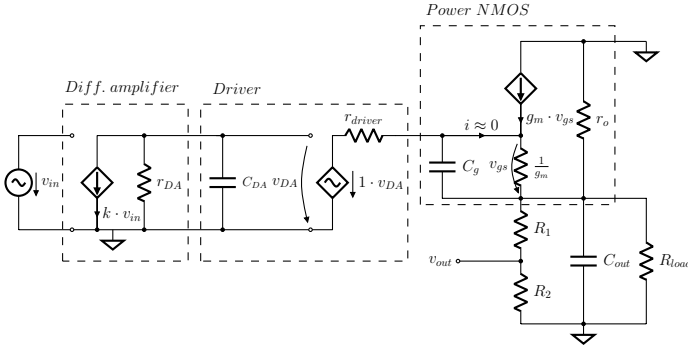 Power NMOS
Diff. amplifier
Driver
r_driver
i ≈ 0
g_m · v_gs
r_o
v_in
k · v_in
r_DA
C_DA
v_DA
1 · v_DA
C_g
v_gs
1/g_m
R_1
v_out
R_2
C_out
R_load